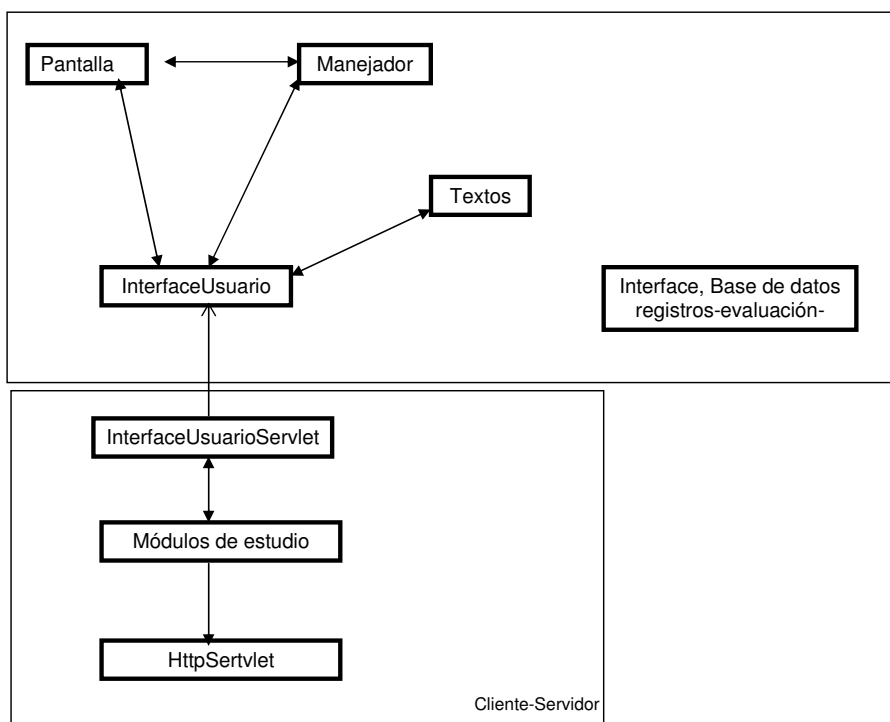 Pantalla
Manejador
Textos
InterfaceUsuario
Interface, Base de datos
registros-evaluación-
InterfaceUsuarioServlet
Módulos de estudio
HttpSertvlet
Cliente-Servidor